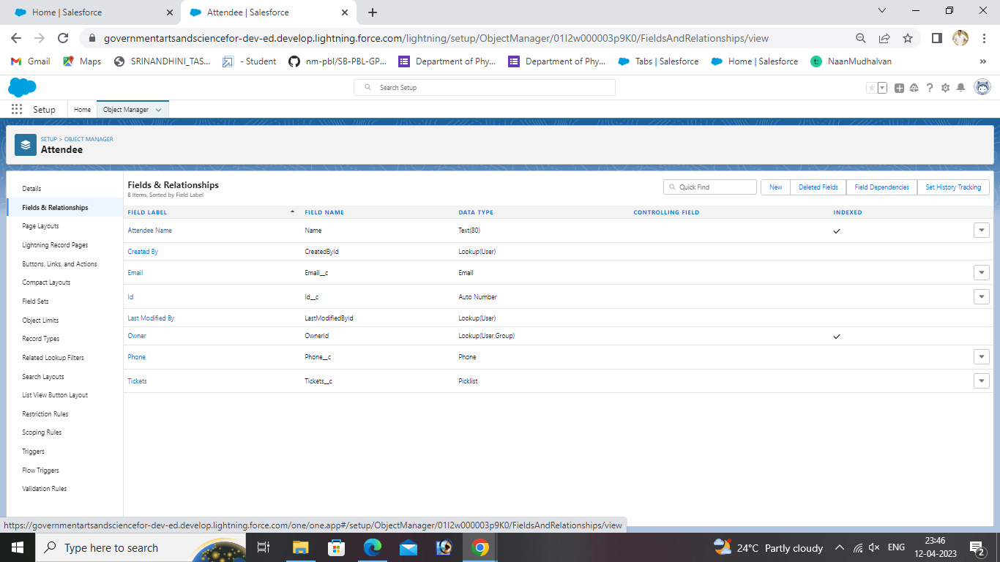 Home | Salesforce
Attendee | Salesforce
governmentartsandsciencefor-dev-ed.develop.lightning.force.com/lightning/setup/ObjectManager/01I2w000003p9K0/FieldsAndRelationships/view
Gmail Maps SRINANDHINI_TAS... - Student nm-pbl/SB-PBL-GP... Department of Phy... Department of Phy... Tabs | Salesforce Home | Salesforce NaanMudhalvan
Search Setup
Setup Home Object Manager
SETUP > OBJECT MANAGER
Attendee
Details
Fields & Relationships
Page Layouts
Lightning Record Pages
Buttons, Links, and Actions
Compact Layouts
Field Sets
Object Limits
Record Types
Related Lookup Filters
Search Layouts
List View Button Layout
Restriction Rules
Scoping Rules
Triggers
Flow Triggers
Validation Rules
Fields & Relationships
8 Items, Sorted by Field Label
Quick Find New Deleted Fields Field Dependencies Set History Tracking
FIELD LABEL FIELD NAME DATA TYPE CONTROLLING FIELD INDEXED
Attendee Name Name Text(80)
Created By CreatedById Lookup(User)
Email Email__c Email
Id Id__c Auto Number
Last Modified By LastModifiedById Lookup(User)
Owner OwnerId Lookup(User,Group)
Phone Phone__c Phone
Tickets Tickets__c Picklist
https://governmentartsandsciencefor-dev-ed.develop.lightning.force.com/one/one.app#/setup/ObjectManager/01I2w000003p9K0/FieldsAndRelationships/view
Type here to search
24°C Partly cloudy
ENG
23:46
12-04-2023
2